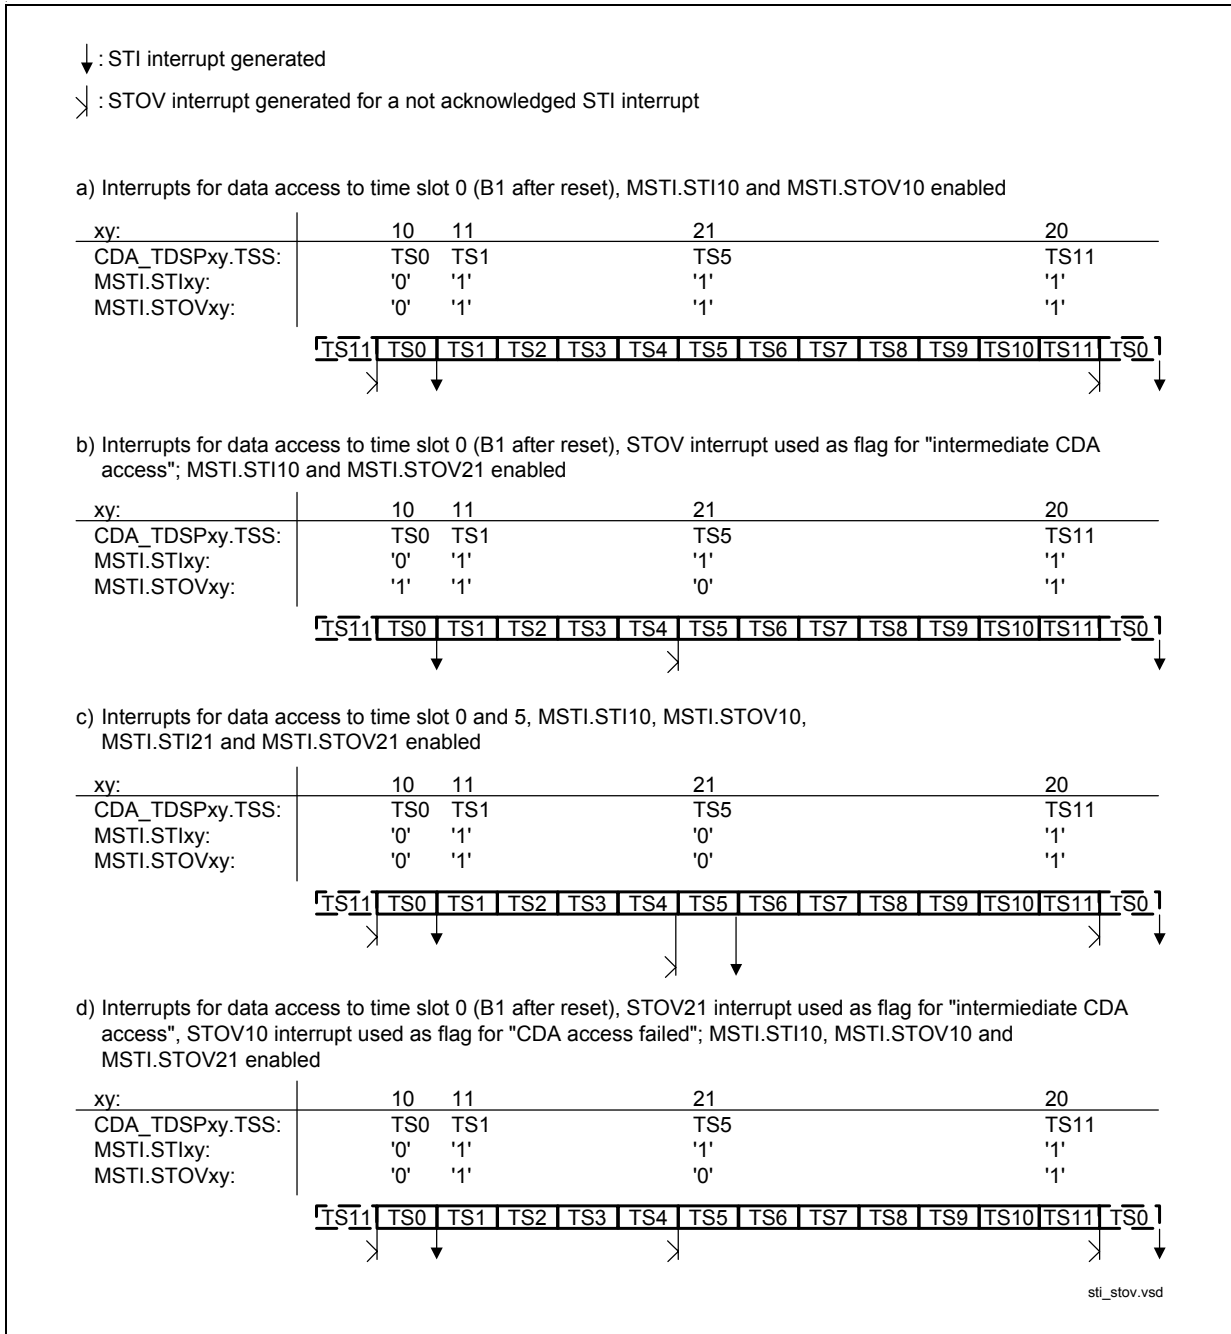 : STI interrupt generated
: STOV interrupt generated for a not acknowledged STI interrupt
a) Interrupts for data access to time slot 0 (B1 after reset), MSTI.STI10 and MSTI.STOV10 enabled
xy: 10 11 21 20
CDA_TDSPxy.TSS: TS0 TS1 TS5 TS11
MSTI.STIxy: '0' '1' '1' '1'
MSTI.STOVxy: '0' '1' '1' '1'
TS11 TS0 TS1 TS2 TS3 TS4 TS5 TS6 TS7 TS8 TS9 TS10 TS11 TS0
b) Interrupts for data access to time slot 0 (B1 after reset), STOV interrupt used as flag for "intermediate CDA
access"; MSTI.STI10 and MSTI.STOV21 enabled
xy: 10 11 21 20
CDA_TDSPxy.TSS: TS0 TS1 TS5 TS11
MSTI.STIxy: '0' '1' '1' '1'
MSTI.STOVxy: '1' '1' '0' '1'
TS11 TS0 TS1 TS2 TS3 TS4 TS5 TS6 TS7 TS8 TS9 TS10 TS11 TS0
c) Interrupts for data access to time slot 0 and 5, MSTI.STI10, MSTI.STOV10,
MSTI.STI21 and MSTI.STOV21 enabled
xy: 10 11 21 20
CDA_TDSPxy.TSS: TS0 TS1 TS5 TS11
MSTI.STIxy: '0' '1' '0' '1'
MSTI.STOVxy: '0' '1' '0' '1'
TS11 TS0 TS1 TS2 TS3 TS4 TS5 TS6 TS7 TS8 TS9 TS10 TS11 TS0
d) Interrupts for data access to time slot 0 (B1 after reset), STOV21 interrupt used as flag for "intermiediate CDA
access", STOV10 interrupt used as flag for "CDA access failed"; MSTI.STI10, MSTI.STOV10 and
MSTI.STOV21 enabled
xy: 10 11 21 20
CDA_TDSPxy.TSS: TS0 TS1 TS5 TS11
MSTI.STIxy: '0' '1' '1' '1'
MSTI.STOVxy: '0' '1' '0' '1'
TS11 TS0 TS1 TS2 TS3 TS4 TS5 TS6 TS7 TS8 TS9 TS10 TS11 TS0
sti_stov.vsd